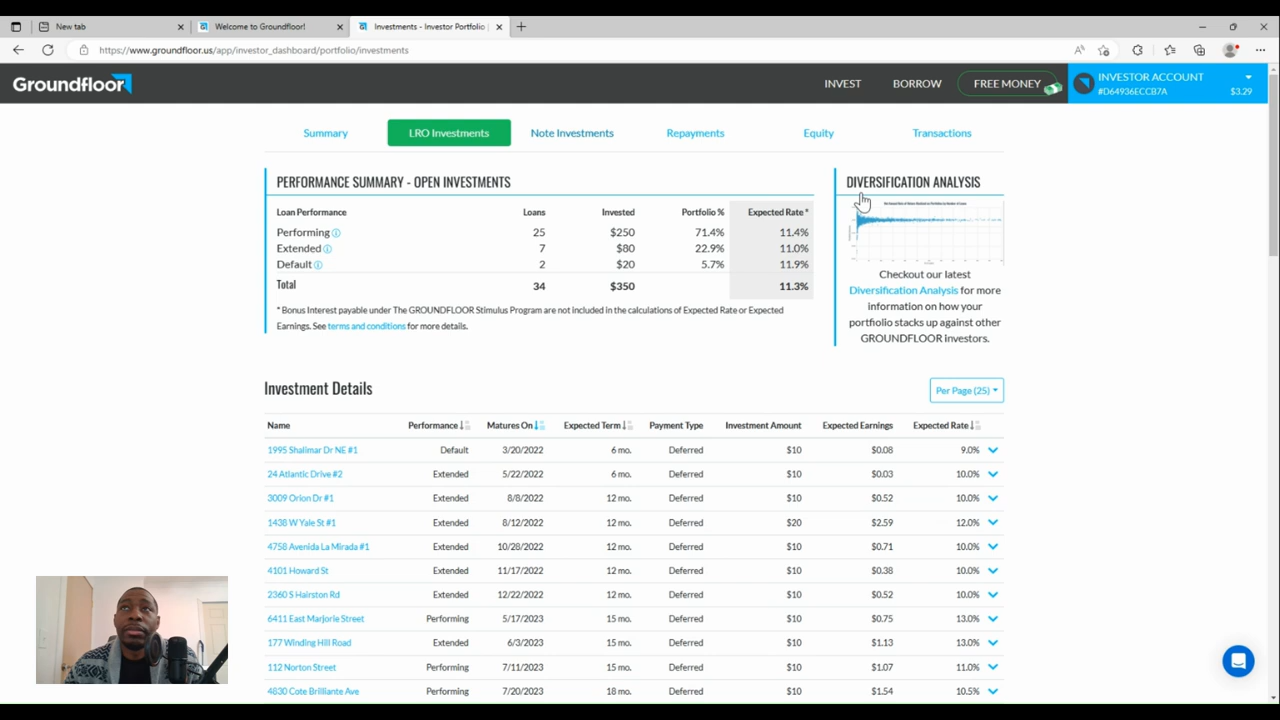 New tab
Welcome to Groundfloor!
Investments - Investor Portfolio |
https://www.groundfloor.us/app/investor_dashboard/portfolio/investments
Groundfloor
INVEST
BORROW
FREE MONEY
INVESTOR ACCOUNT
#D64936ECCB7A $3.29
Summary
LRO Investments
Note Investments
Repayments
Equity
Transactions
PERFORMANCE SUMMARY - OPEN INVESTMENTS
Loan Performance Loans Invested Portfolio % Expected Rate *
Performing 25 $250 71.4% 11.4%
Extended 7 $80 22.9% 11.0%
Default 2 $20 5.7% 11.9%
Total 34 $350 11.3%
* Bonus Interest payable under The GROUNDFLOOR Stimulus Program are not included in the calculations of Expected Rate or Expected
Earnings. See terms and conditions for more details.
DIVERSIFICATION ANALYSIS
Checkout our latest
Diversification Analysis for more
information on how your
portfiolio stacks up against other
GROUNDFLOOR investors.
Investment Details
Per Page (25)
Name Performance Matures On Expected Term Payment Type Investment Amount Expected Earnings Expected Rate
1995 Shalimar Dr NE #1 Default 3/20/2022 6 mo. Deferred $10 $0.08 9.0%
24 Atlantic Drive #2 Extended 5/22/2022 6 mo. Deferred $10 $0.03 10.0%
3009 Orion Dr #1 Extended 8/8/2022 12 mo. Deferred $10 $0.52 10.0%
1438 W Yale St #1 Extended 8/12/2022 12 mo. Deferred $20 $2.59 12.0%
4758 Avenida La Mirada #1 Extended 10/28/2022 12 mo. Deferred $10 $0.71 10.0%
4101 Howard St Extended 11/17/2022 12 mo. Deferred $10 $0.38 10.0%
2360 S Hairston Rd Extended 12/22/2022 12 mo. Deferred $10 $0.52 10.0%
6411 East Marjorie Street Performing 5/17/2023 15 mo. Deferred $10 $0.75 13.0%
177 Winding Hill Road Extended 6/3/2023 15 mo. Deferred $10 $1.13 13.0%
112 Norton Street Performing 7/11/2023 15 mo. Deferred $10 $1.07 11.0%
4830 Cote Brilliante Ave Performing 7/20/2023 18 mo. Deferred $10 $1.54 10.5%